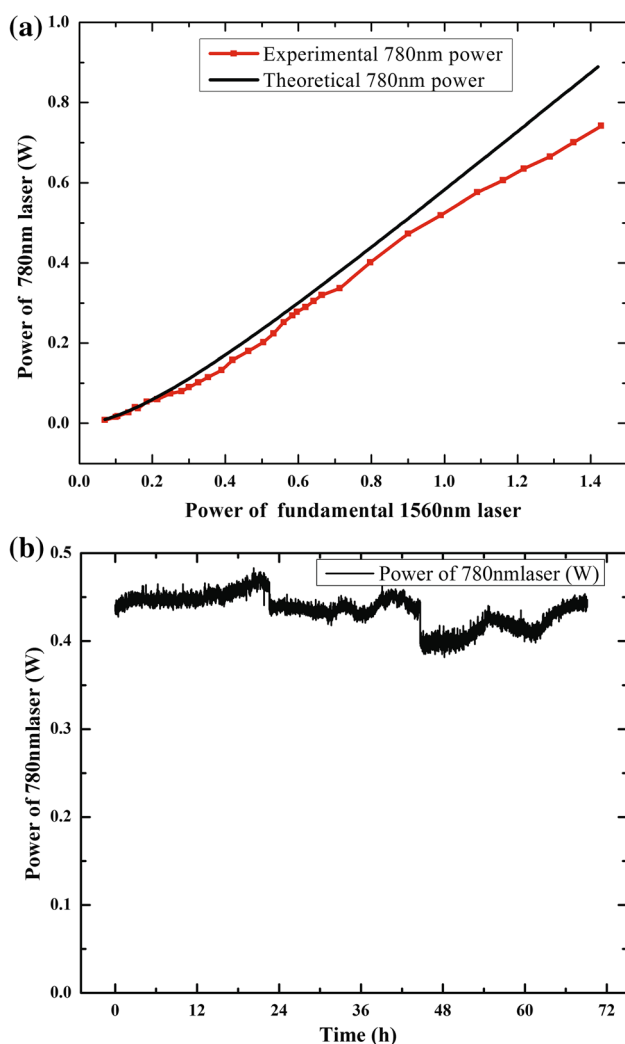 (a)
1.0
Experimental 780nm power
Theoretical 780nm power
0.8
0.6
0.4
0.2
0.0
Power of 780nm laser (W)
0.0 0.2 0.4 0.6 0.8 1.0 1.2 1.4
Power of fundamental 1560nm laser
(b)
0.5
Power of 780nmlaser (W)
0.4
0.3
0.2
0.1
0.0
Power of 780nmlaser (W)
0 12 24 36 48 60 72
Time (h)